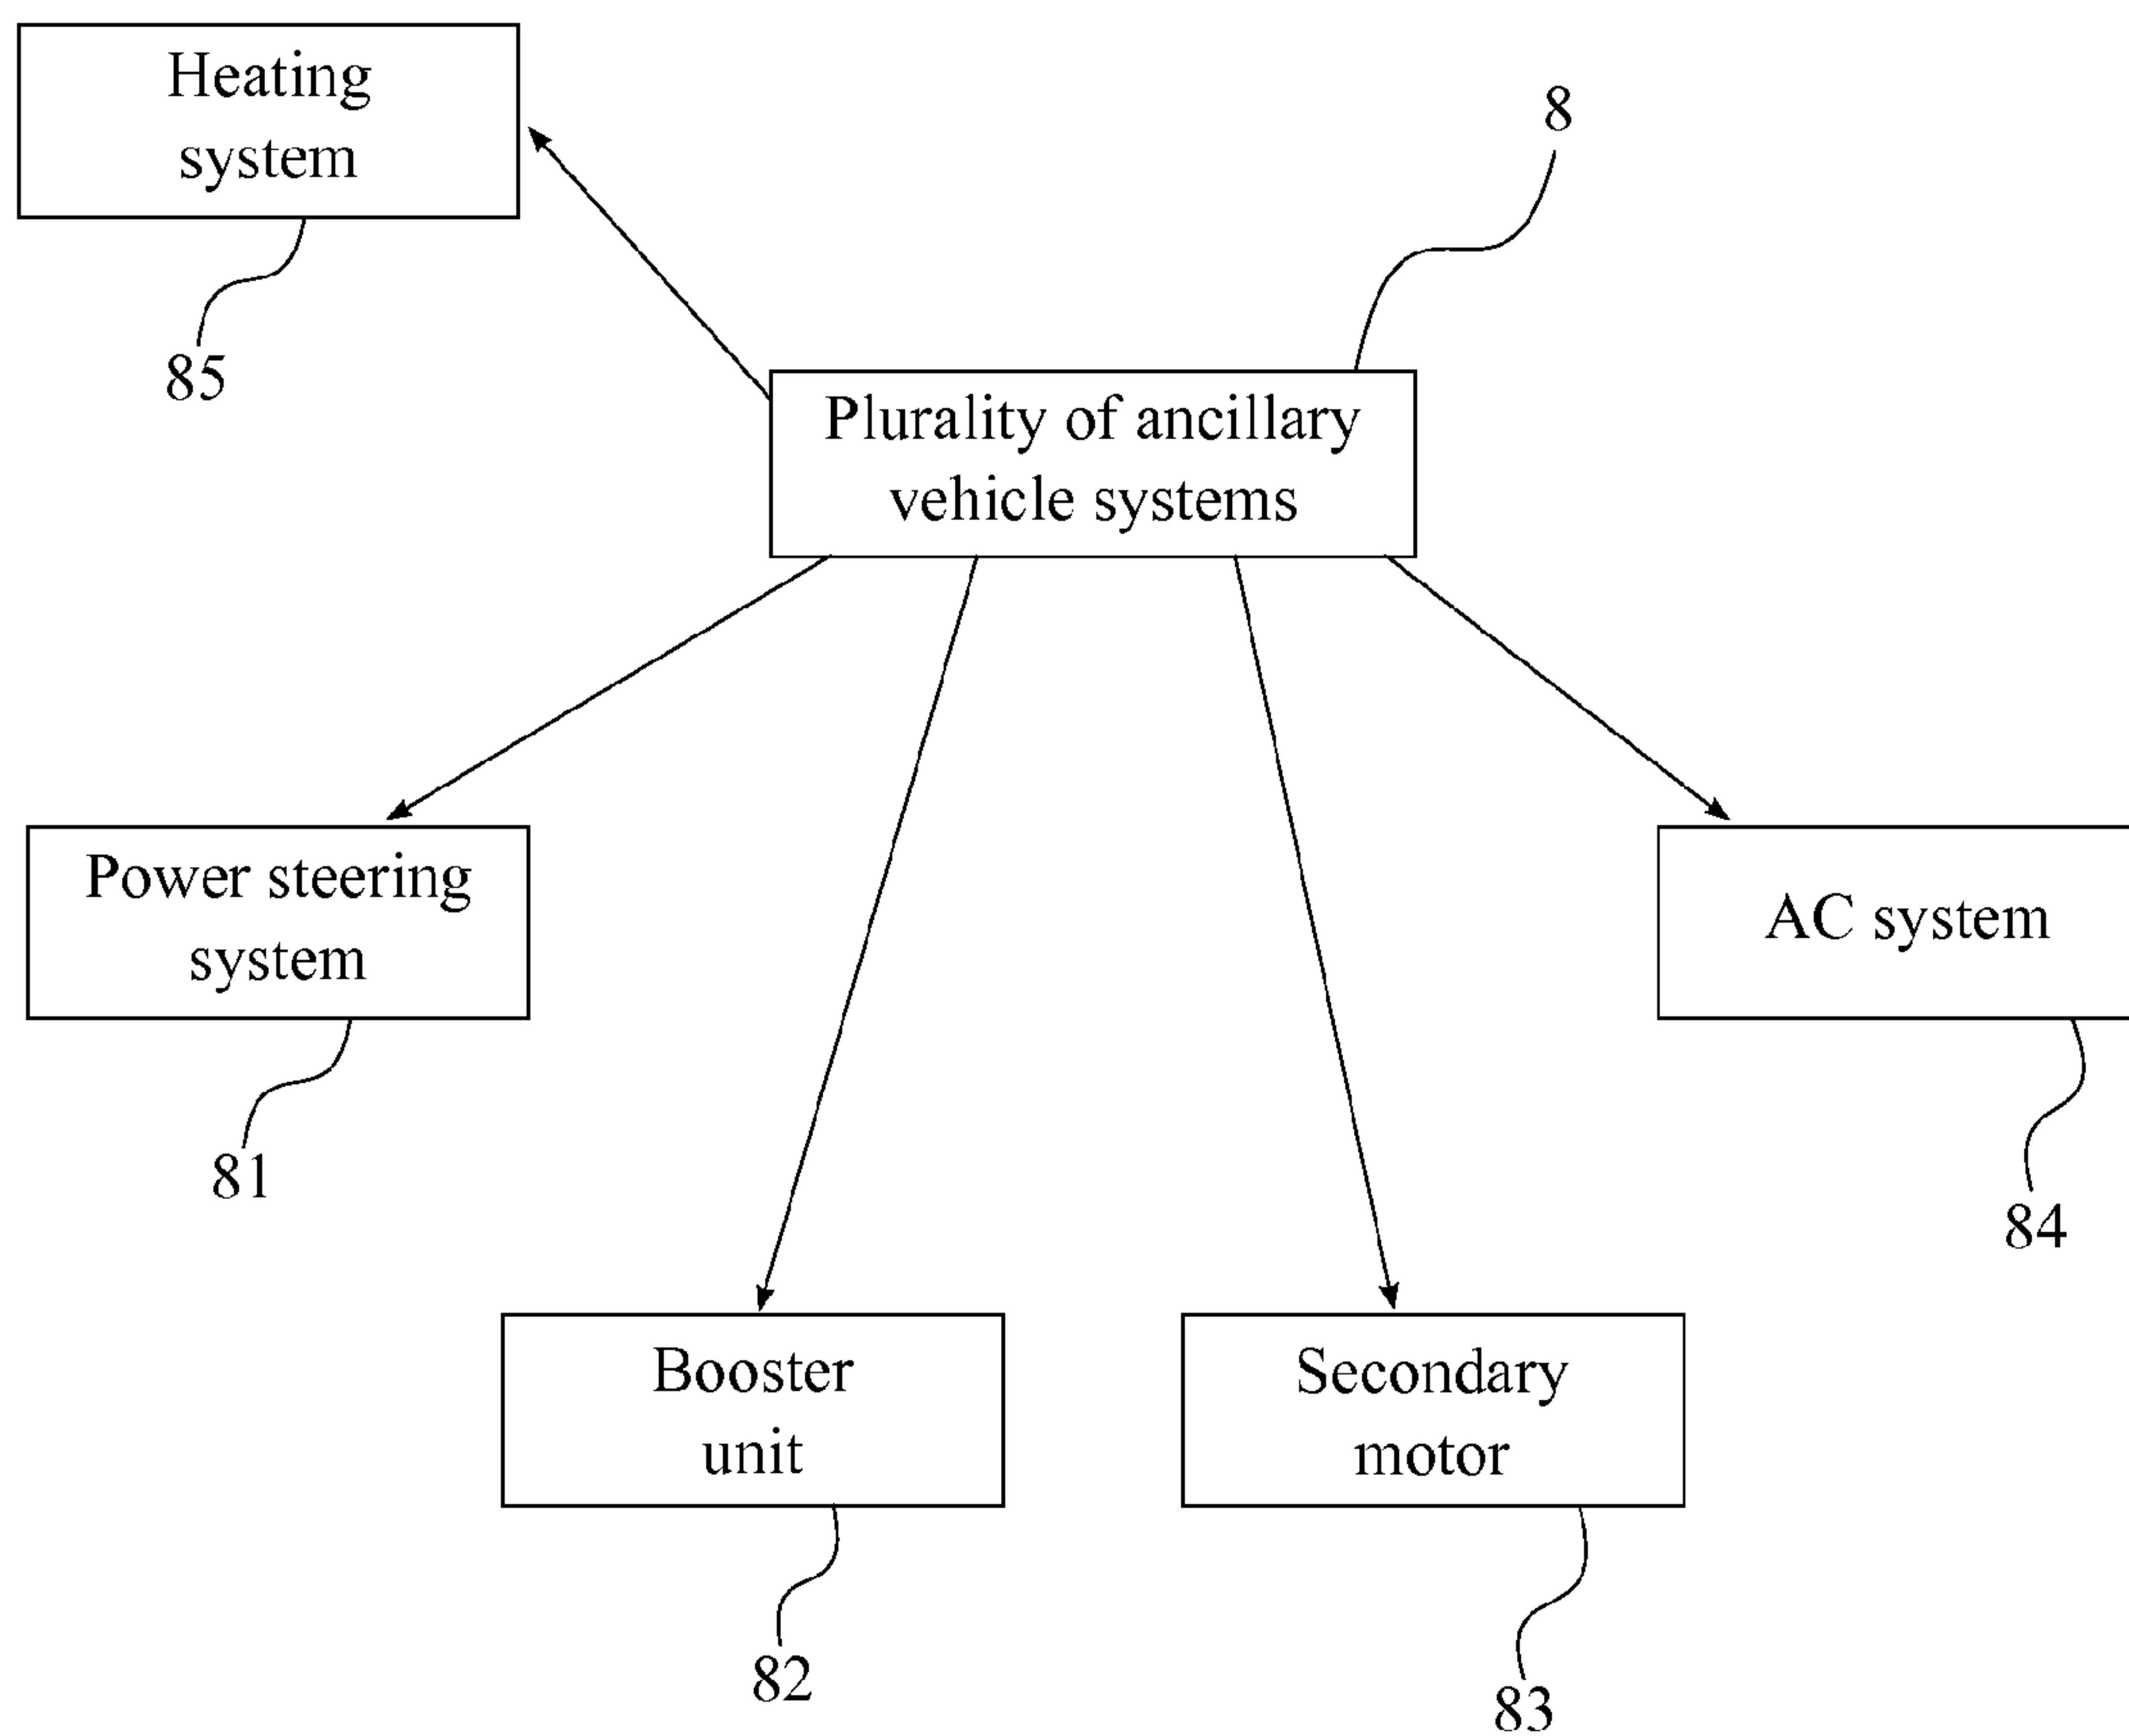 Heating
system
8
85
Plurality of ancillary
vehicle systems
Power steering
system
AC system
81
84
Booster
unit
Secondary
motor
82
83